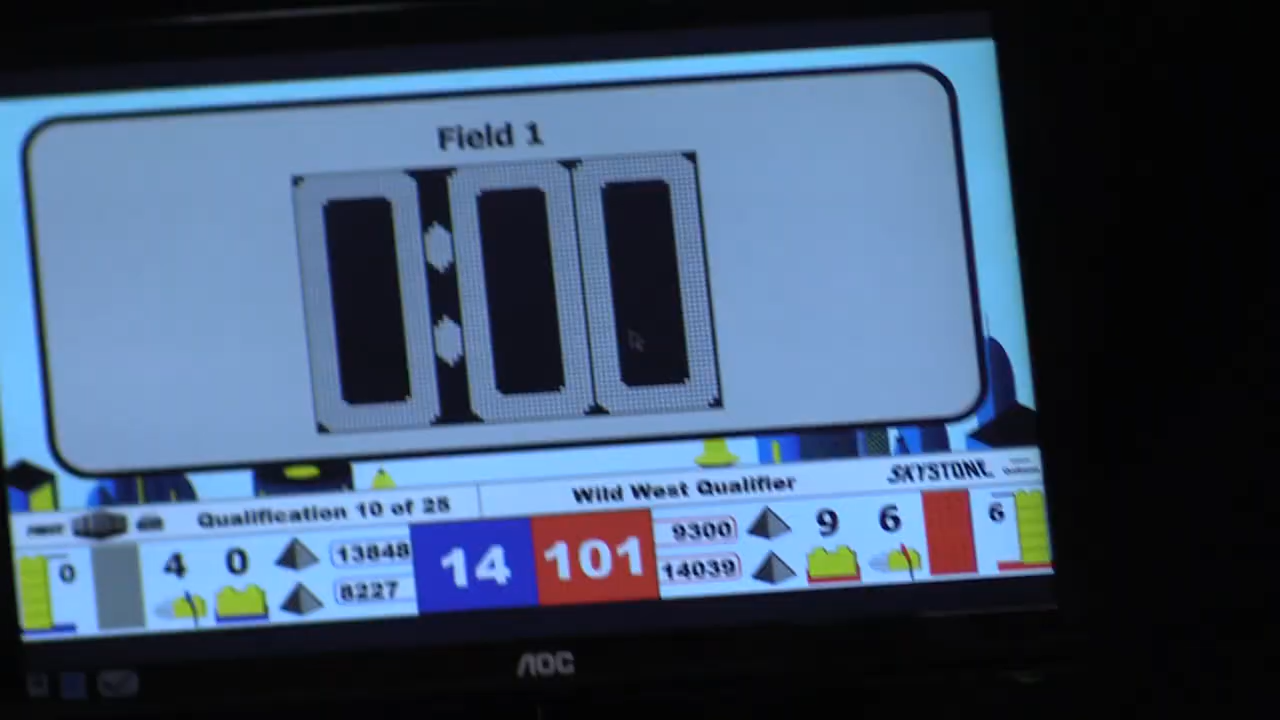 Field 1
0:00
Qualification 10 of 25
Wild West Qualifier
SKYSTONE
0
4
0
13848
8227
14
101
9300
14039
9
6
6
AOC